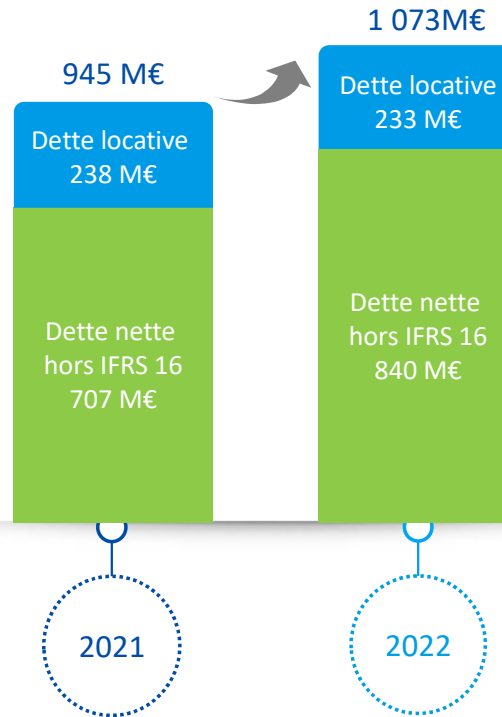 945 M€
Dette locative
238 M€
Dette nette
hors IFRS 16
707 M€
2021
1 073M€
Dette locative
233 M€
Dette nette
hors IFRS 16
840 M€
2022